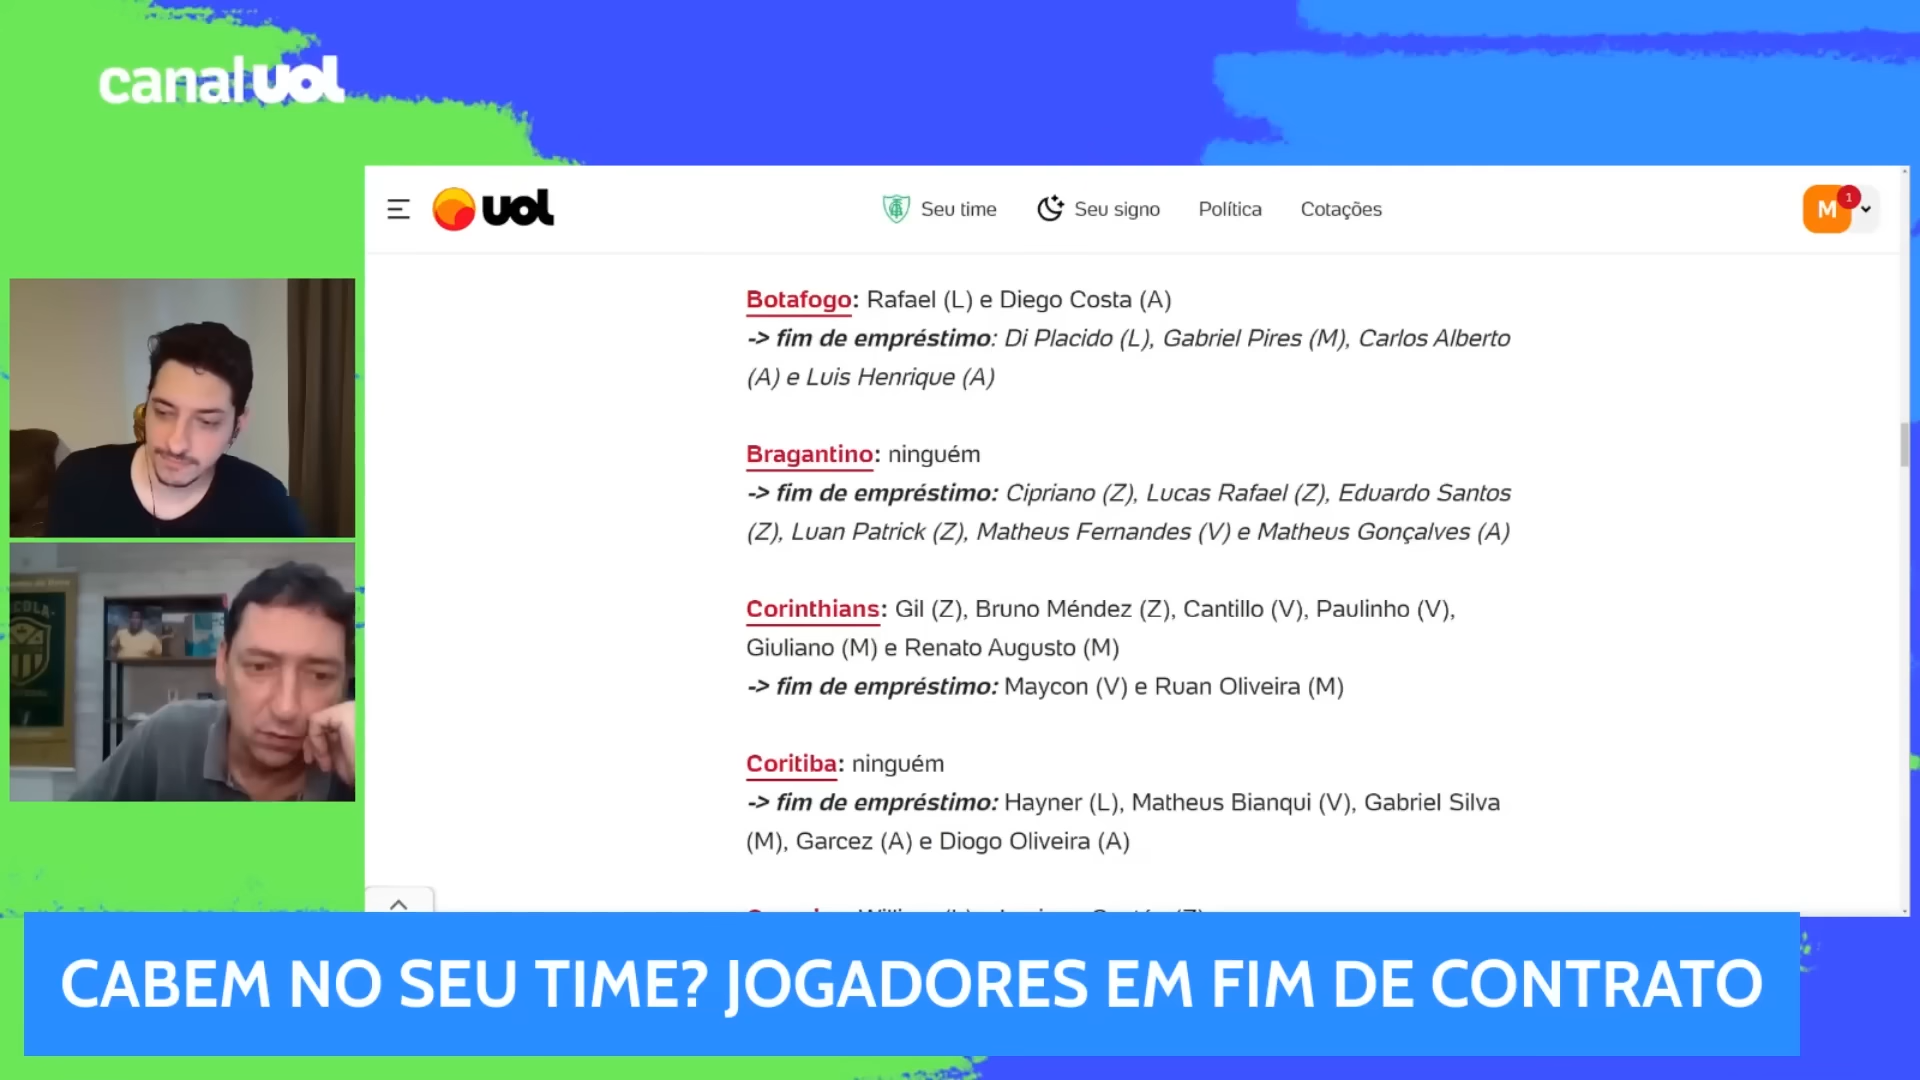 canal uol
uol
Seu time
Seu signo
Política
Cotações
M
1
Botafogo: Rafael (L) e Diego Costa (A)
-> fim de empréstimo: Di Placido (L), Gabriel Pires (M), Carlos Alberto
(A) e Luis Henrique (A)
Bragantino: ninguém
-> fim de empréstimo: Cipriano (Z), Lucas Rafael (Z), Eduardo Santos
(Z), Luan Patrick (Z), Matheus Fernandes (V) e Matheus Gonçalves (A)
Corinthians: Gil (Z), Bruno Méndez (Z), Cantillo (V), Paulinho (V),
Giuliano (M) e Renato Augusto (M)
-> fim de empréstimo: Maycon (V) e Ruan Oliveira (M)
Coritiba: ninguém
-> fim de empréstimo: Hayner (L), Matheus Bianqui (V), Gabriel Silva
(M), Garcez (A) e Diogo Oliveira (A)
CABEM NO SEU TIME? JOGADORES EM FIM DE CONTRATO